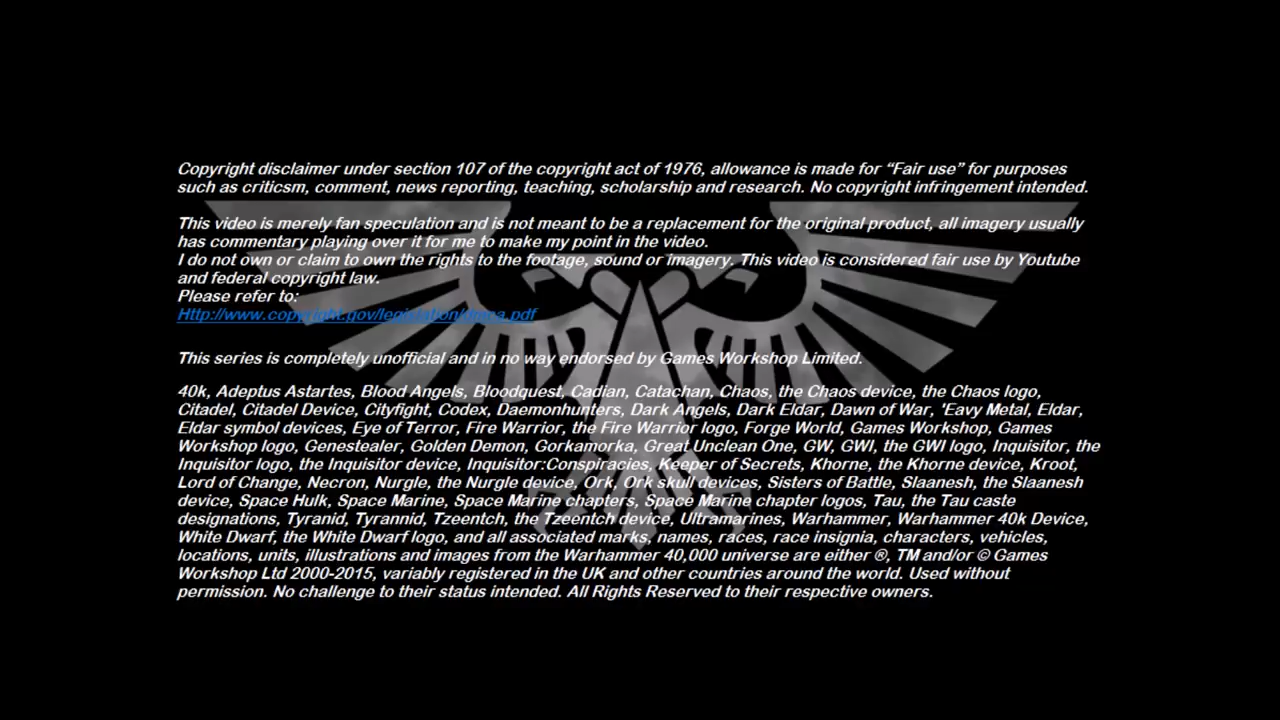 Copyright disclaimer under section 107 of the copyright act of 1976, allowance is made for “Fair use” for purposes
such as criticsm, comment, news reporting, teaching, scholarship and research. No copyright infringement intended.
This video is merely fan speculation and is not meant to be a replacement for the original product, all imagery usually
has commentary playing over it for me to make my point in the video.
I do not own or claim to own the rights to the footage, sound or imagery. This video is considered fair use by Youtube
and federal copyright law.
Please refer to:
Http://www.copyright.gov/legislation/dmca.pdf
This series is completely unofficial and in no way endorsed by Games Workshop Limited.
40k, Adeptus Astartes, Blood Angels, Bloodquest, Cadian, Catachan, Chaos, the Chaos device, the Chaos logo,
Citadel, Citadel Device, Cityfight, Codex, Daemonhunters, Dark Angels, Dark Eldar, Dawn of War, 'Eavy Metal, Eldar,
Eldar symbol devices, Eye of Terror, Fire Warrior, the Fire Warrior logo, Forge World, Games Workshop, Games
Workshop logo, Genestealer, Golden Demon, Gorkamorka, Great Unclean One, GW, GWI, the GWI logo, Inquisitor, the
Inquisitor logo, the Inquisitor device, Inquisitor:Conspiracies, Keeper of Secrets, Khorne, the Khorne device, Kroot,
Lord of Change, Necron, Nurgle, the Nurgle device, Ork, Ork skull devices, Sisters of Battle, Slaanesh, the Slaanesh
device, Space Hulk, Space Marine, Space Marine chapters, Space Marine chapter logos, Tau, the Tau caste
designations, Tyranid, Tyrannid, Tzeentch, the Tzeentch device, Ultramarines, Warhammer, Warhammer 40k Device,
White Dwarf, the White Dwarf logo, and all associated marks, names, races, race insignia, characters, vehicles,
locations, units, illustrations and images from the Warhammer 40,000 universe are either ®, TM and/or © Games
Workshop Ltd 2000-2015, variably registered in the UK and other countries around the world. Used without
permission. No challenge to their status intended. All Rights Reserved to their respective owners.